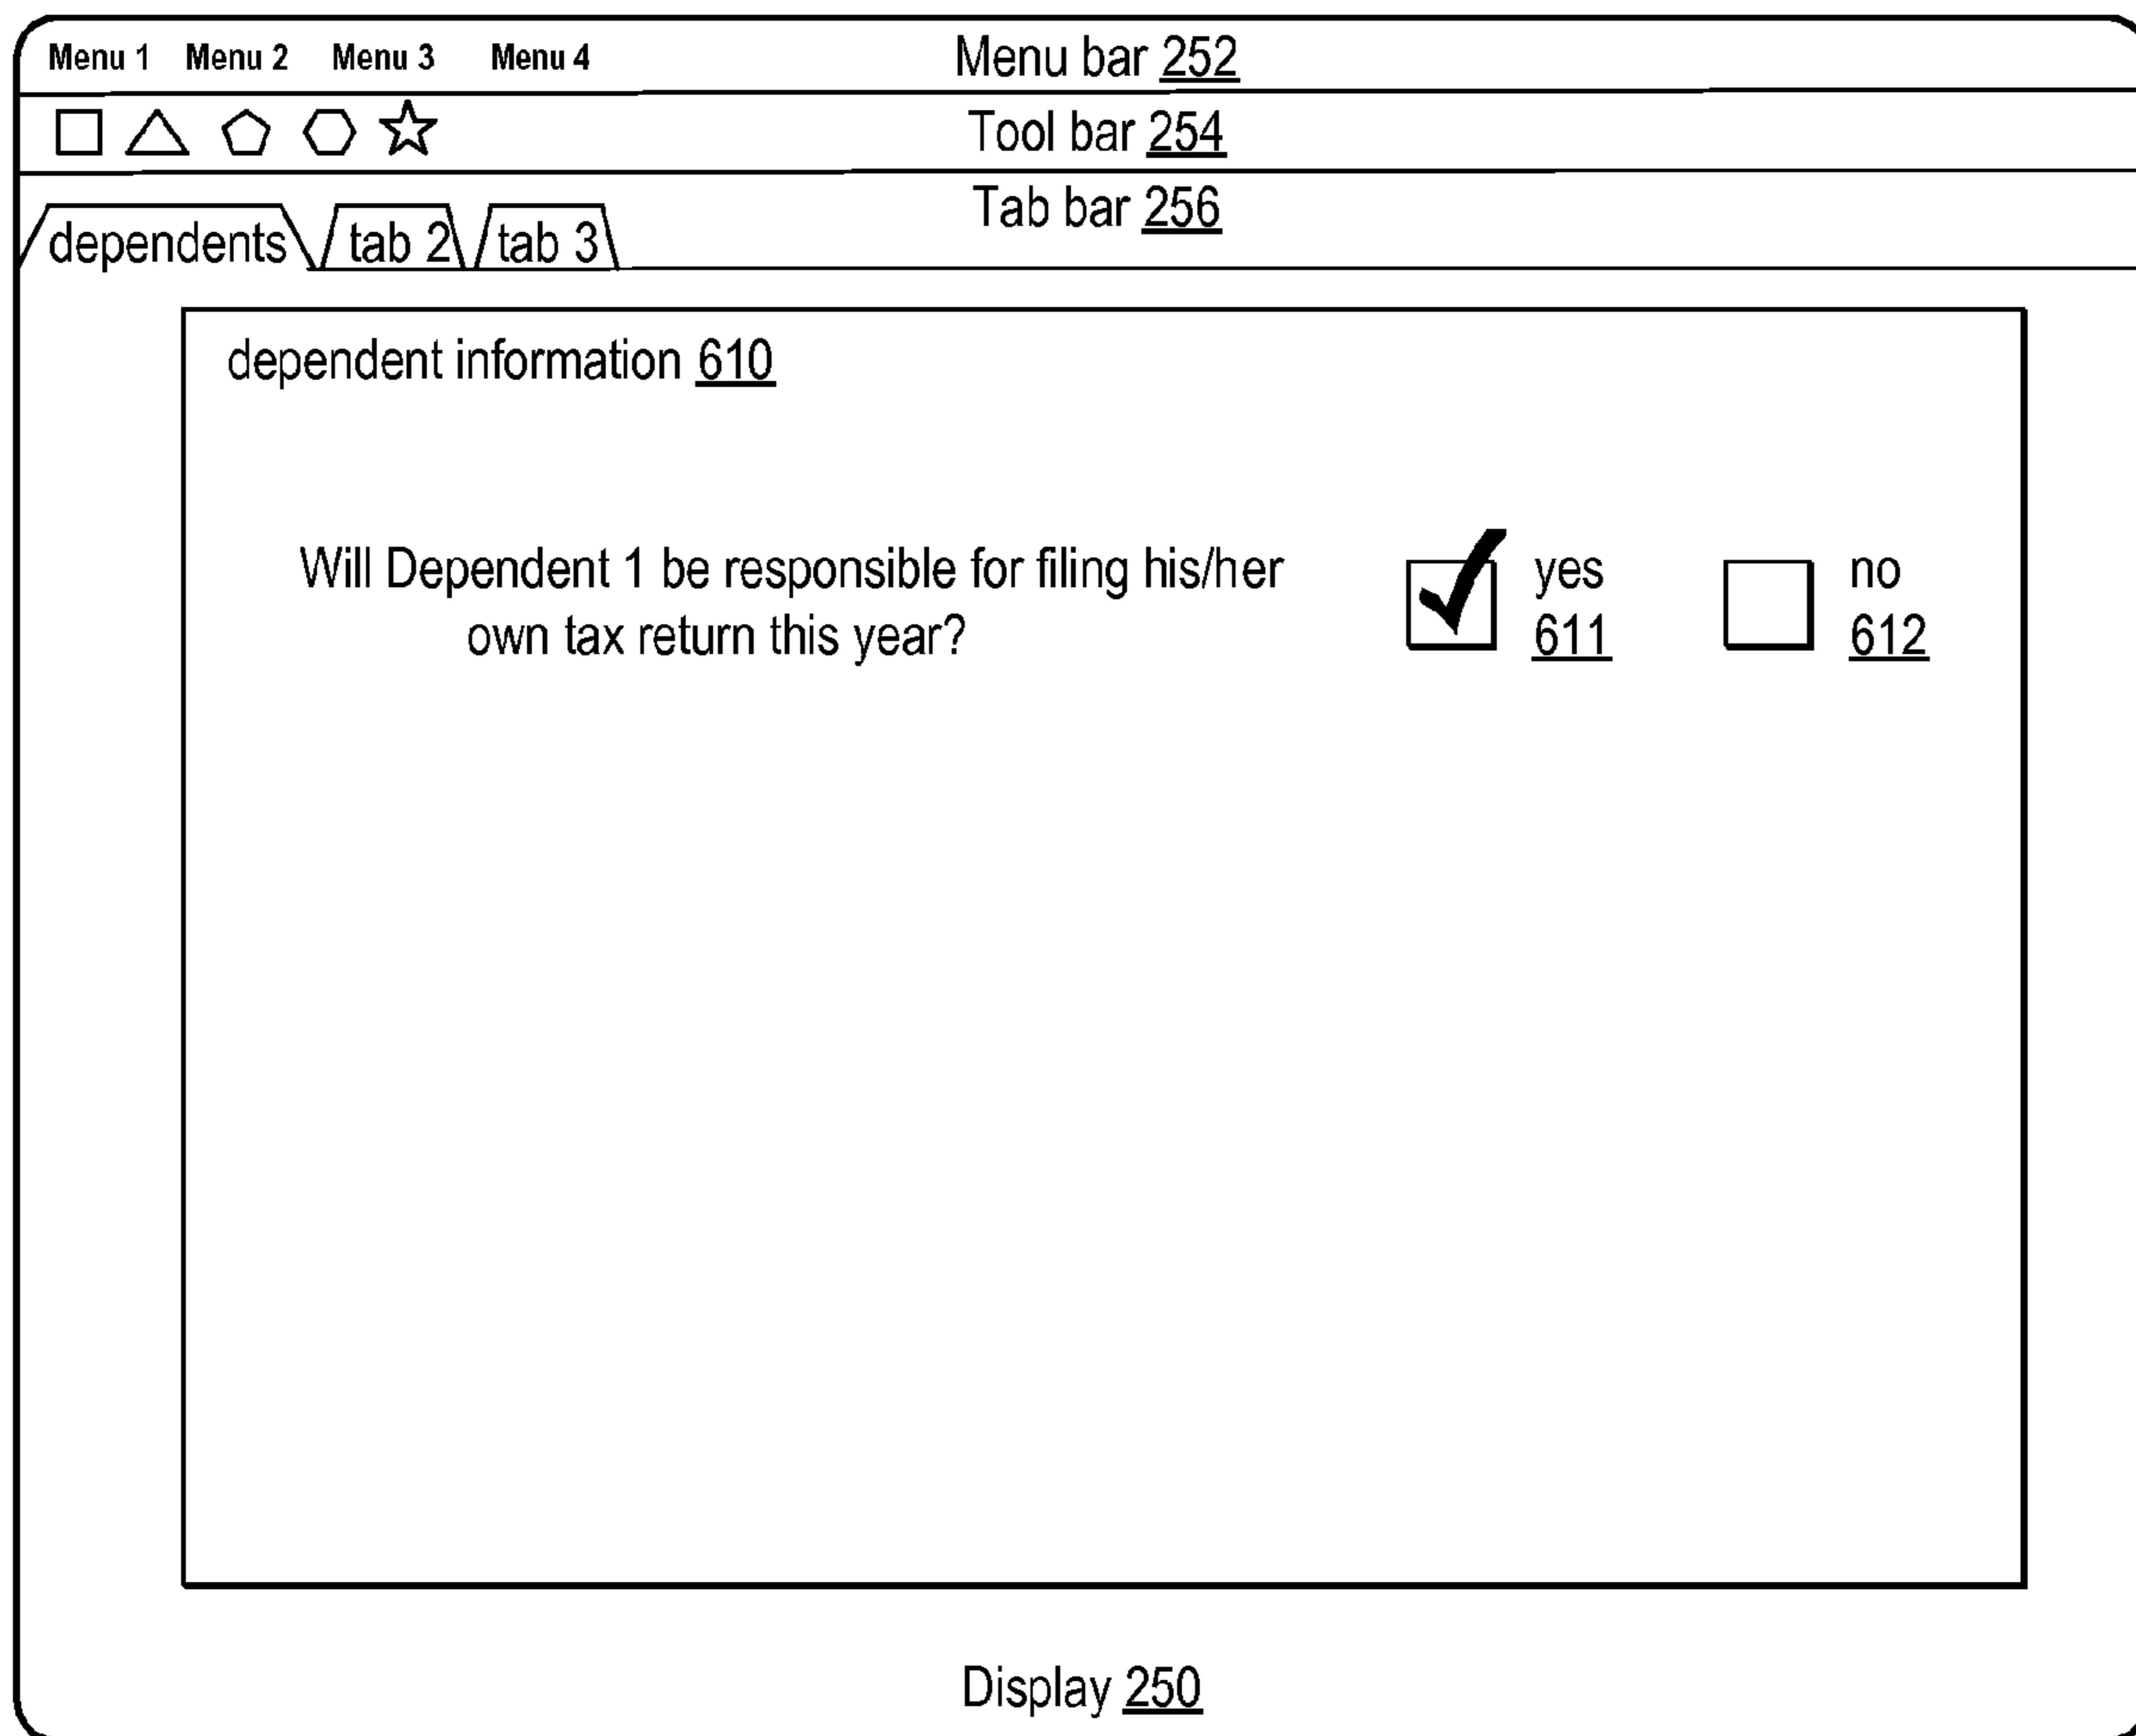 Menu 1 Menu 2 Menu 3 Menu 4 Menu bar 252
Tool bar 254
Tab bar 256
dependents tab 2 tab 3
dependent information 610
Will Dependent 1 be responsible for filing his/her yes no
own tax return this year? 611 612
Display 250